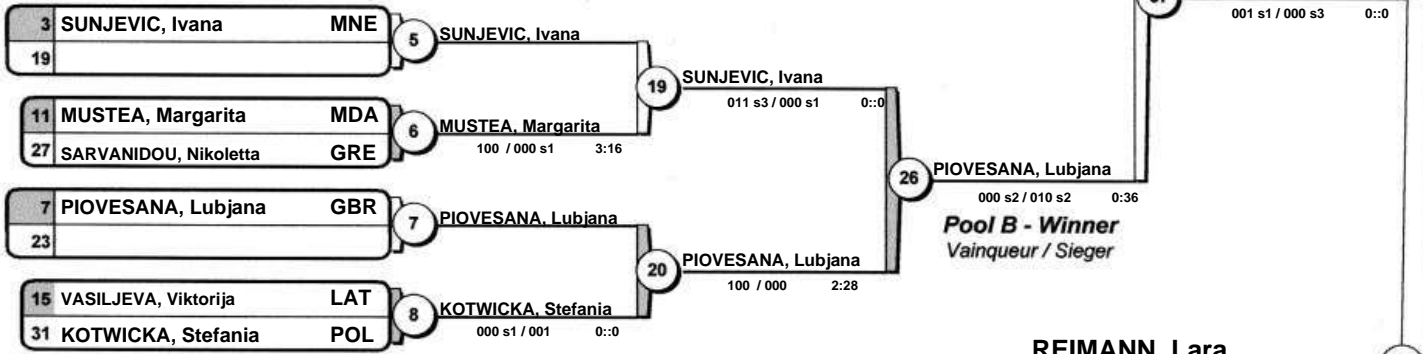 3 SUNJEVIC, Ivana MNE
19
5 SUNJEVIC, Ivana
11 MUSTEA, Margarita MDA
27 SARVANIDOU, Nikoletta GRE
6 MUSTEA, Margarita
100 / 000 s1 3:16
19 SUNJEVIC, Ivana
011 s3 / 000 s1 0::0
7 PIOVESANA, Lubjana GBR
23
7 PIOVESANA, Lubjana
15 VASILJEVA, Viktorija LAT
31 KOTWICKA, Stefania POL
8 KOTWICKA, Stefania
000 s1 / 001 0::0
20 PIOVESANA, Lubjana
100 / 000 2:28
26 PIOVESANA, Lubjana
000 s2 / 010 s2 0:36
Pool B - Winner
Vainqueur / Sieger
001 s1 / 000 s3 0::0
REIMANN, Lara